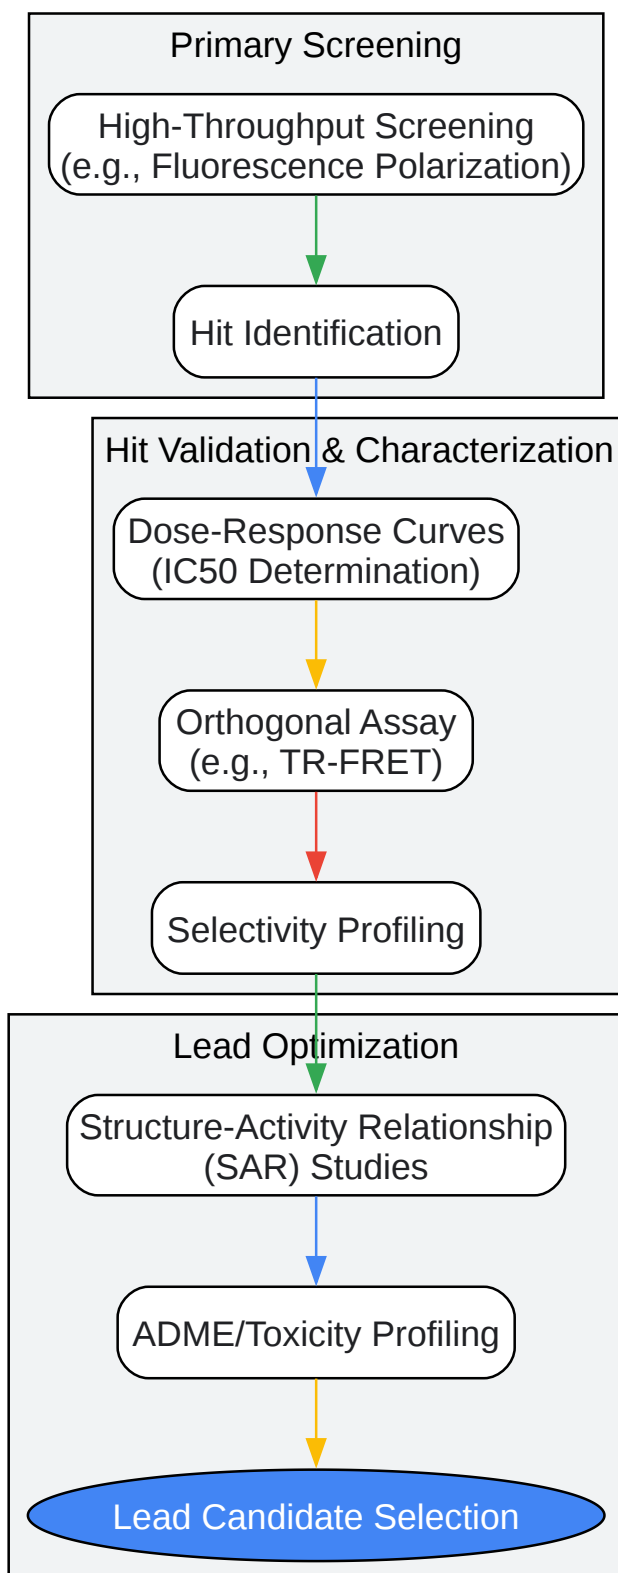 Primary Screening
High-Throughput Screening
(e.g., Fluorescence Polarization)
Hit Identification
Hit Validation & Characterization
Dose-Response Curves
(IC50 Determination)
Orthogonal Assay
(e.g., TR-FRET)
Selectivity Profiling
Lead Optimization
Structure-Activity Relationship
(SAR) Studies
ADME/Toxicity Profiling
Lead Candidate Selection